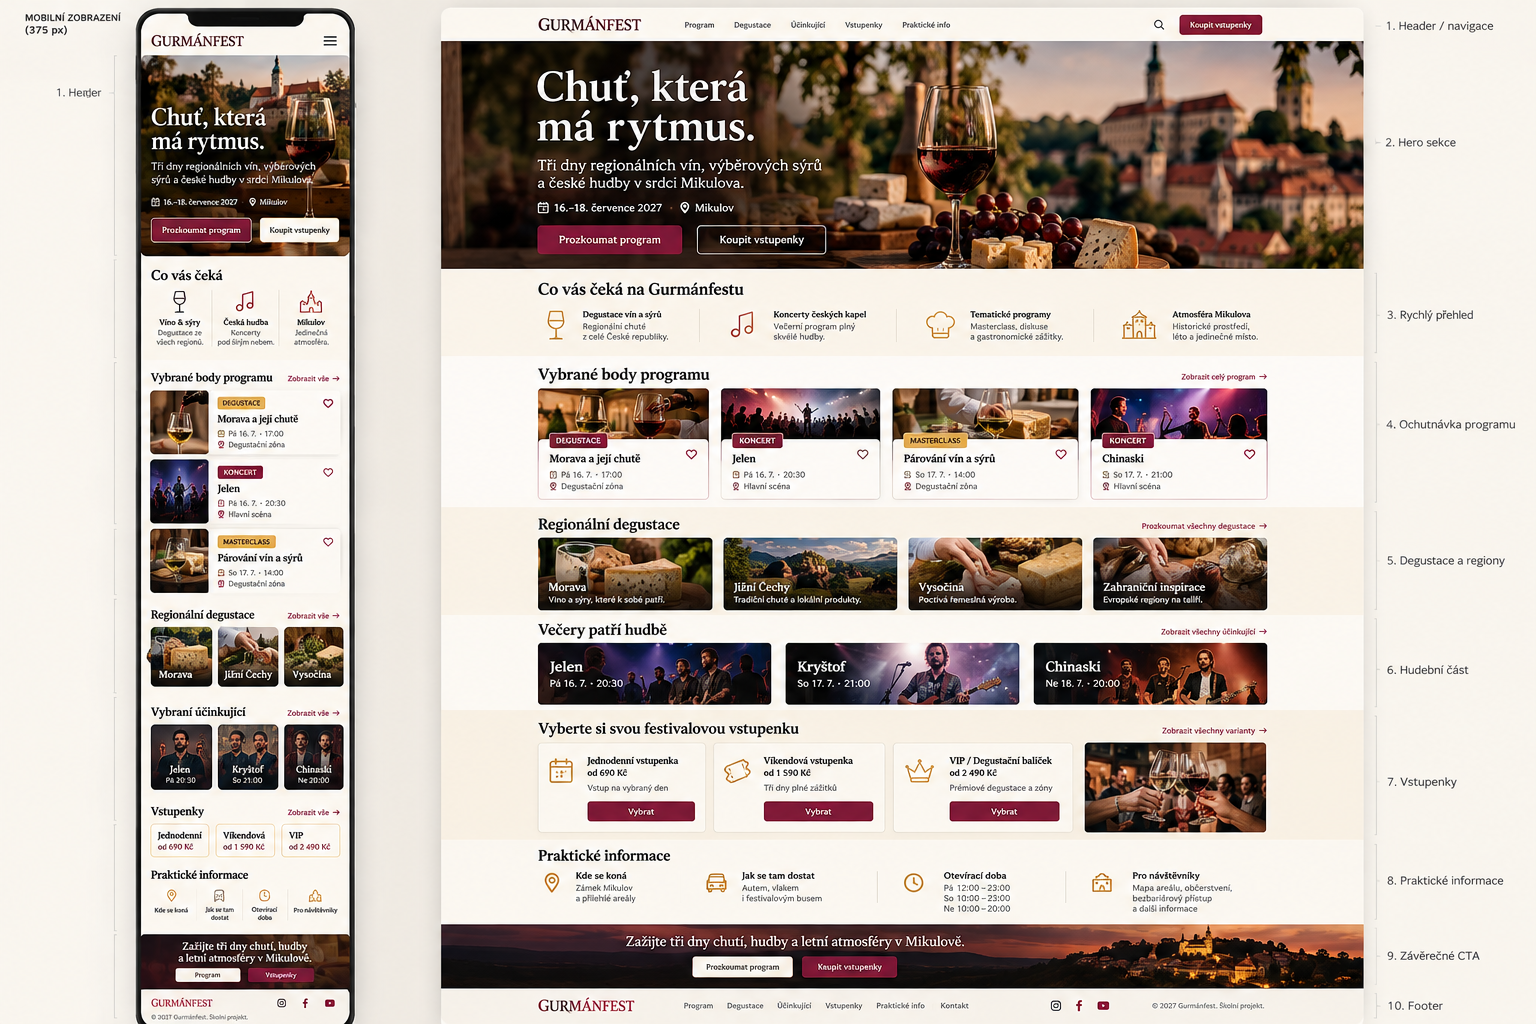 MOBILNÍ ZOBRAZENÍ
(375 px)
1. Header
GURMÁNFEST
Chuť, která
má rytmus.
Tři dny regionálních vín, výběrových sýrů
a české hudby v srdci Mikulova.
16.–18. července 2027
Mikulov
Prozkoumat program
Koupit vstupenky
Co vás čeká
Víno & sýry
Degustace ze
všech regionů.
Česká hudba
Koncerty
pod širým nebem.
Mikulov
Jedinečná
atmosféra.
Vybrané body programu
Zobrazit vše →
DEGUSTACE
Morava a její chutě
Pá 16. 7. • 17:00
Degustační zóna
KONCERT
Jelen
Pá 16. 7. • 20:30
Hlavní scéna
MASTERCLASS
Párování vín a sýrů
So 17. 7. • 14:00
Degustační zóna
Regionální degustace
Zobrazit vše →
Morava
Jižní Čechy
Vysočina
Vybraní účinkující
Zobrazit vše →
Jelen
Pá 20:30
Kryštof
So 21:00
Chinaski
Ne 20:00
Vstupenky
Zobrazit vše →
Jednodenní
od 690 Kč
Víkendová
od 1 590 Kč
VIP
od 2 490 Kč
Praktické informace
Kde se koná
Jak se tam
dostat
Otevírací
doba
Pro návštěvníky
Zažijte tři dny chutí, hudby
a letní atmosféry v Mikulově.
Program
Vstupenky
GURMÁNFEST
© 2027 Gurmánfest. Školní projekt.
GURMÁNFEST
Program
Degustace
Účinkující
Vstupenky
Praktické info
Koupit vstupenky
Chuť, která
má rytmus.
Tři dny regionálních vín, výběrových sýrů
a české hudby v srdci Mikulova.
16.–18. července 2027
Mikulov
Prozkoumat program
Koupit vstupenky
Co vás čeká na Gurmánfestu
Degustace vín a sýrů
Regionální chutě
z celé České republiky.
Koncerty českých kapel
Večerní program plný
skvělé hudby.
Tematické programy
Masterclass, diskuse
a gastronomické zážitky.
Atmosféra Mikulova
Historické prostředí,
léto a jedinečné místo.
Vybrané body programu
Zobrazit celý program →
DEGUSTACE
Morava a její chutě
Pá 16. 7. • 17:00
Degustační zóna
KONCERT
Jelen
Pá 16. 7. • 20:30
Hlavní scéna
MASTERCLASS
Párování vín a sýrů
So 17. 7. • 14:00
Degustační zóna
KONCERT
Chinaski
So 17. 7. • 21:00
Hlavní scéna
Regionální degustace
Prozkoumat všechny degustace →
Morava
Víno a sýry, které k sobě patří.
Jižní Čechy
Tradiční chutě a lokální produkty.
Vysočina
Poctivá řemeslná výroba.
Zahraniční inspirace
Evropské regiony na talíři.
Večery patří hudbě
Zobrazit všechny účinkující →
Jelen
Pá 16. 7. • 20:30
Kryštof
So 17. 7. • 21:00
Chinaski
Ne 18. 7. • 20:00
Vyberte si svou festivalovou vstupenku
Zobrazit všechny varianty →
Jednodenní vstupenka
od 690 Kč
Vstup na vybraný den
Vybrat
Víkendová vstupenka
od 1 590 Kč
Tři dny plné zážitků
Vybrat
VIP / Degustační balíček
od 2 490 Kč
Prémiové degustace a zóny
Vybrat
Praktické informace
Kde se koná
Zámek Mikulov
a přilehlé areály
Jak se tam dostat
Autem, vlakem
i festivalovým busem
Otevírací doba
Pá 12:00 – 23:00
So 10:00 – 23:00
Ne 10:00 – 20:00
Pro návštěvníky
Mapa areálu, občerstvení,
bezbariérový přístup
a další informace
Zažijte tři dny chutí, hudby a letní atmosféry v Mikulově.
Prozkoumat program
Koupit vstupenky
GURMÁNFEST
Program
Degustace
Účinkující
Vstupenky
Praktické info
Kontakt
© 2027 Gurmánfest. Školní projekt.
1. Header / navigace
2. Hero sekce
3. Rychlý přehled
4. Ochutnávka programu
5. Degustace a regiony
6. Hudební část
7. Vstupenky
8. Praktické informace
9. Závěrečné CTA
10. Footer